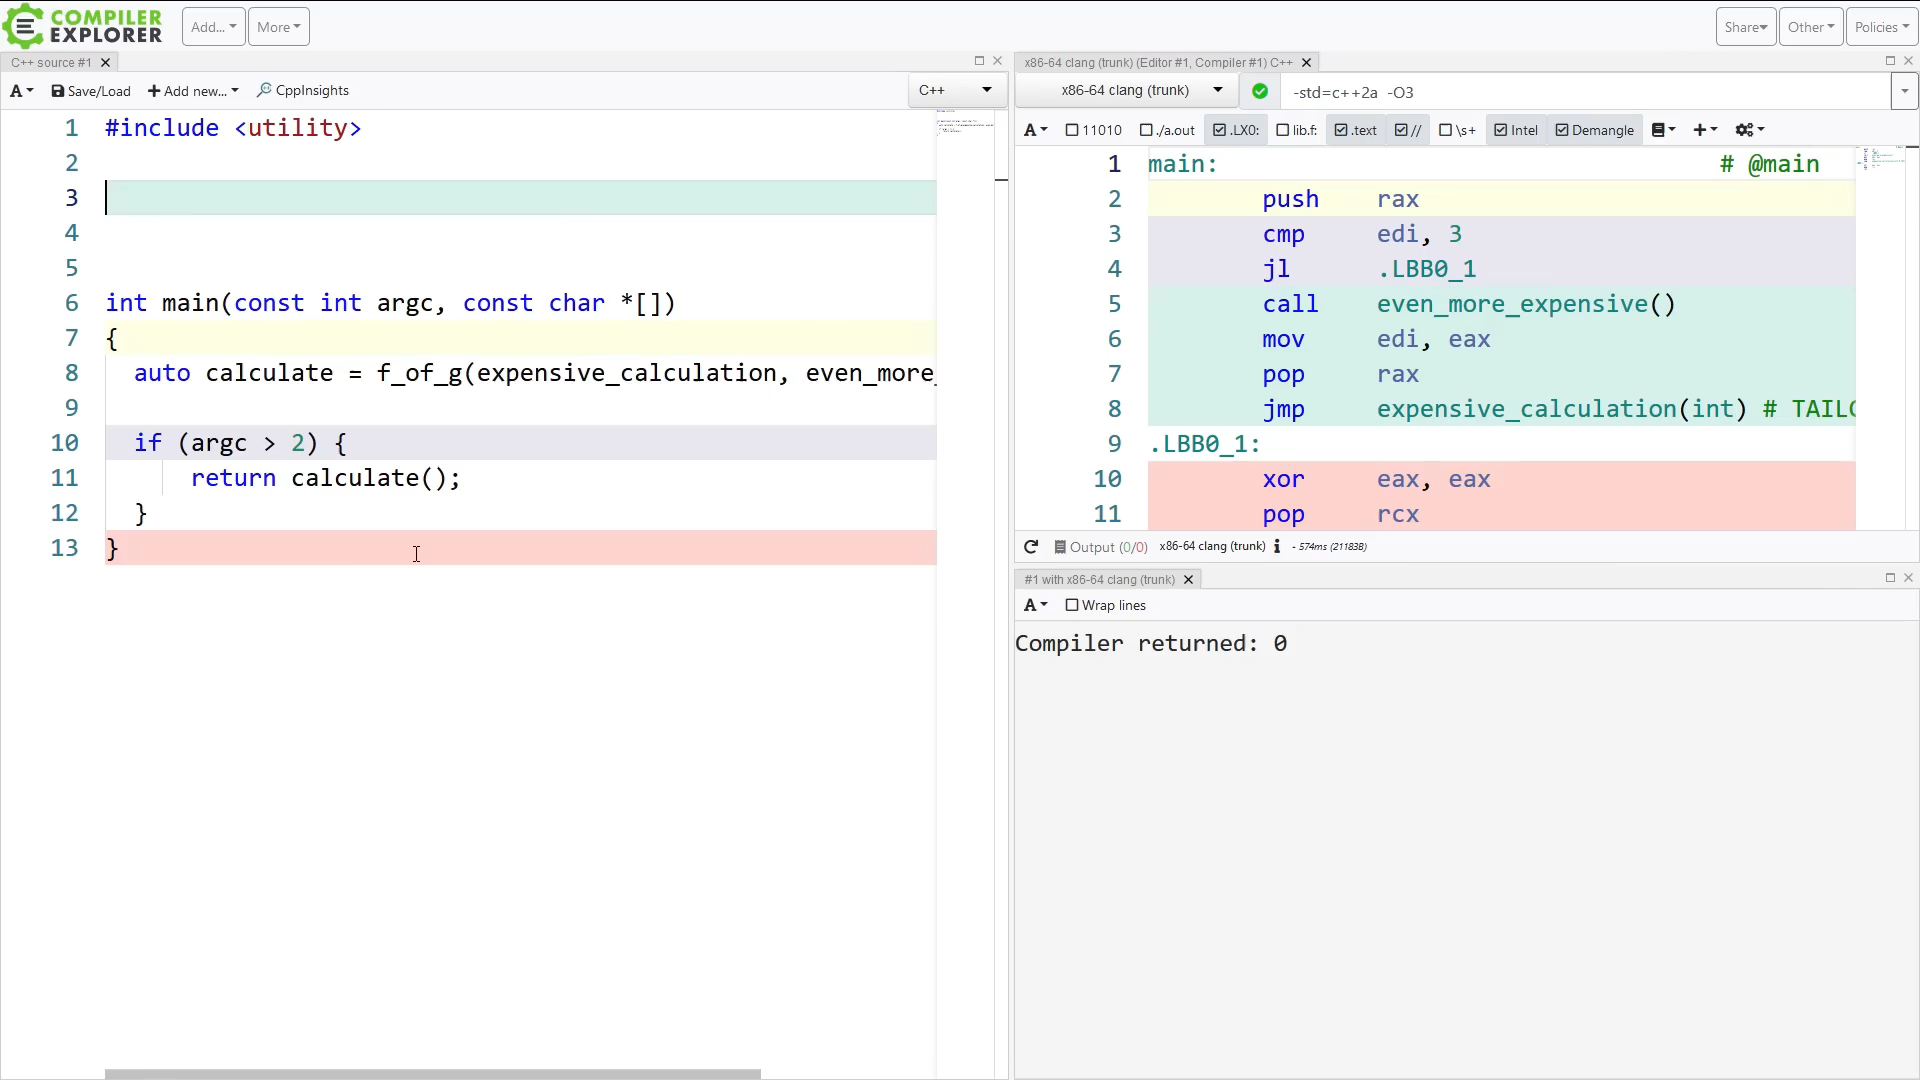 COMPILER
EXPLORER
Add...
More
Share
Other
Policies
C++ source #1
A
Save/Load
Add new...
CppInsights
C++
1 #include <utility>
2
3
4
5
6 int main(const int argc, const char *[])
7 {
8 auto calculate = f_of_g(expensive_calculation, even_more_
9
10 if (argc > 2) {
11 return calculate();
12 }
13 }
x86-64 clang (trunk) (Editor #1, Compiler #1) C++
x86-64 clang (trunk)
-std=c++2a -O3
A
11010
./a.out
.LX0:
lib.f:
.text
//
\s+
Intel
Demangle
1 main: # @main
2 push rax
3 cmp edi, 3
4 jl .LBB0_1
5 call even_more_expensive()
6 mov edi, eax
7 pop rax
8 jmp expensive_calculation(int) # TAILC
9 .LBB0_1:
10 xor eax, eax
11 pop rcx
Output (0/0) x86-64 clang (trunk) i - 574ms (21183B)
#1 with x86-64 clang (trunk)
A
Wrap lines
Compiler returned: 0